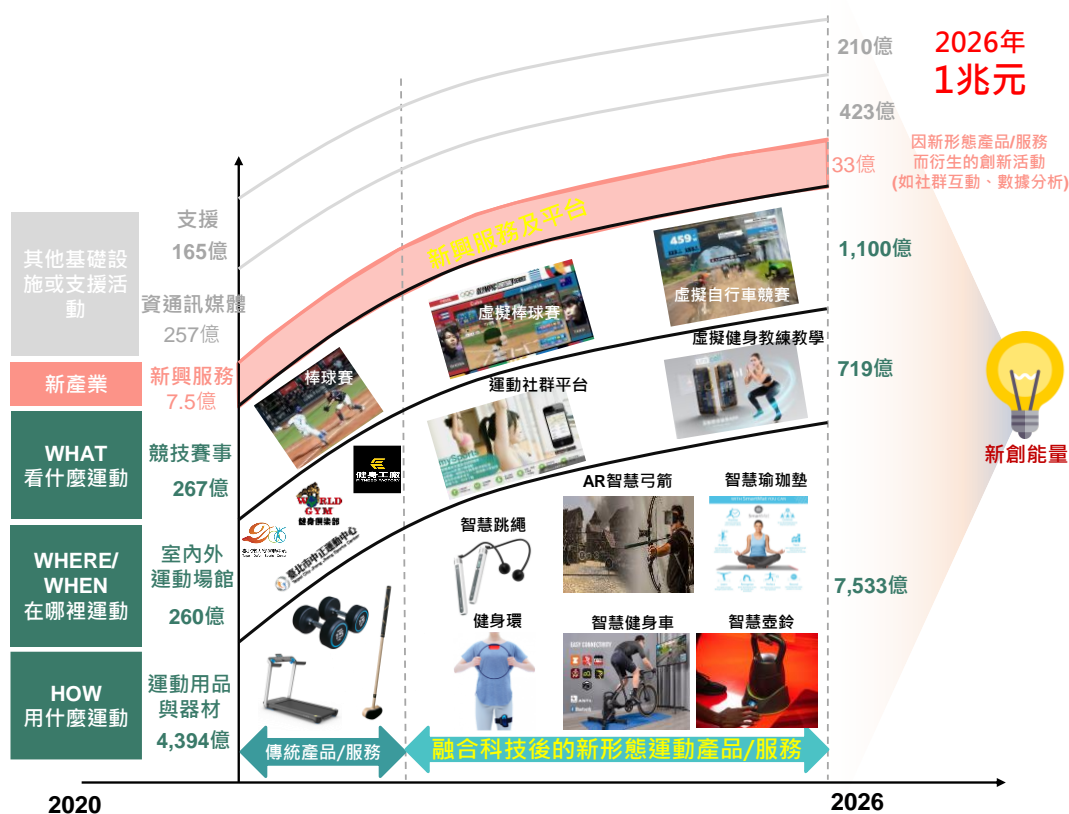 210億
2026年
1兆元
423億
因新形態產品/服務
而衍生的創新活動
(如社群互動、數據分析)
33億
其他基礎設
施或支援活
動
支援
165億
資通訊媒體
257億
新興服務及平台
1,100億
459
虛擬棒球賽
虛擬自行車競賽
新產業
新興服務
7.5億
棒球賽
運動社群平台
虛擬健身教練教學
719億
新創能量
WHAT
看什麼運動
競技賽事
267億
健身工廠
FITNESS FACTORY
WORLD
GYM
健身俱樂部
臺北市中正運動中心
WHERE/
WHEN
在哪裡運動
室內外
運動場館
260億
智慧跳繩
AR智慧弓箭
智慧瑜珈墊
7,533億
HOW
用什麼運動
運動用品
與器材
4,394億
健身環
智慧健身車
EASY CONNECTIVITY
智慧壺鈴
傳統產品/服務
融合科技後的新形態運動產品/服務
2020
2026